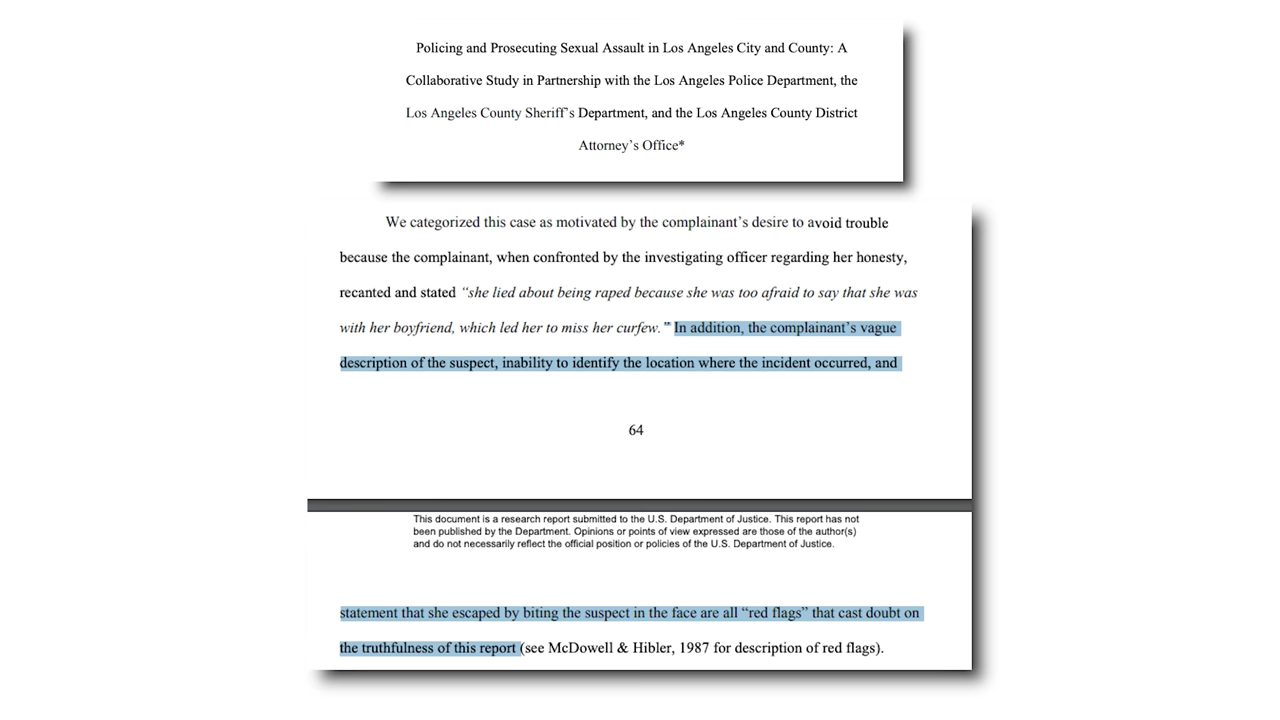 Policing and Prosecuting Sexual Assault in Los Angeles City and County: A
Collaborative Study in Partnership with the Los Angeles Police Department, the
Los Angeles County Sheriff's Department, and the Los Angeles County District
Attorney's Office*
We categorized this case as motivated by the complainant's desire to avoid trouble
because the complainant, when confronted by the investigating officer regarding her honesty,
recanted and stated "she lied about being raped because she was too afraid to say that she was
with her boyfriend, which led her to miss her curfew." In addition, the complainant's vague
description of the suspect, inability to identify the location where the incident occurred, and
64
This document is a research report submitted to the U.S. Department of Justice. This report has not
been published by the Department. Opinions or points of view expressed are those of the author(s)
and do not necessarily reflect the official position or policies of the U.S. Department of Justice.
statement that she escaped by biting the suspect in the face are all “red flags” that cast doubt on
the truthfulness of this report (see McDowell & Hibler, 1987 for description of red flags).